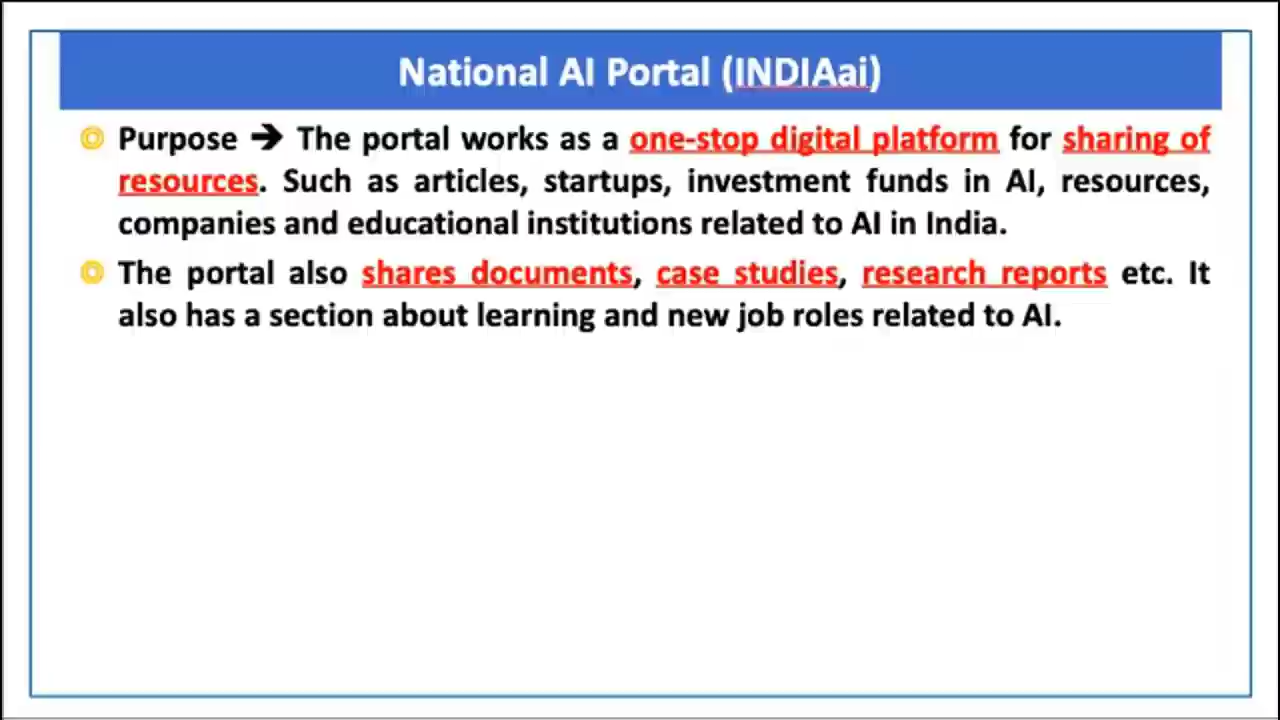 National AI Portal (INDIAai)
Purpose ➔ The portal works as a one-stop digital platform for sharing of
resources. Such as articles, startups, investment funds in AI, resources,
companies and educational institutions related to AI in India.
The portal also shares documents, case studies, research reports etc. It
also has a section about learning and new job roles related to AI.